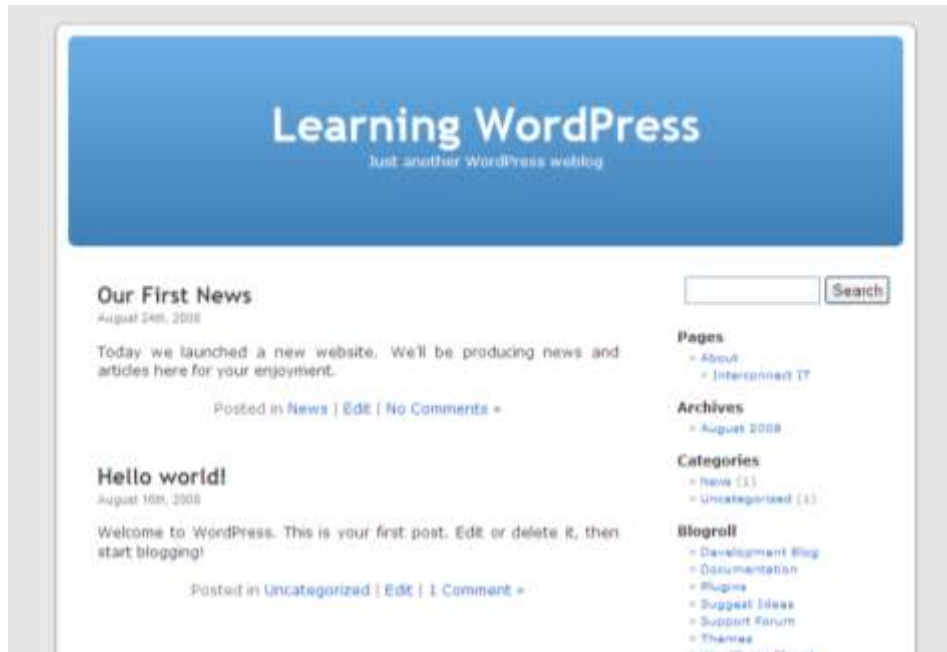 Learning WordPress
Just another WordPress weblog
Our First News
August 24th, 2008
Today we launched a new website. We'll be producing news and
articles here for your enjoyment.
Posted in News | Edit | No Comments »
Hello world!
August 16th, 2008
Welcome to WordPress. This is your first post. Edit or delete it, then
start blogging!
Posted in Uncategorized | Edit | 1 Comment »
Search
Pages
» About
» Interconnect IT
Archives
» August 2008
Categories
» News (1)
» Uncategorized (1)
Blogroll
» Development Blog
» Documentation
» Plugins
» Suggest Ideas
» Support Forum
» Themes